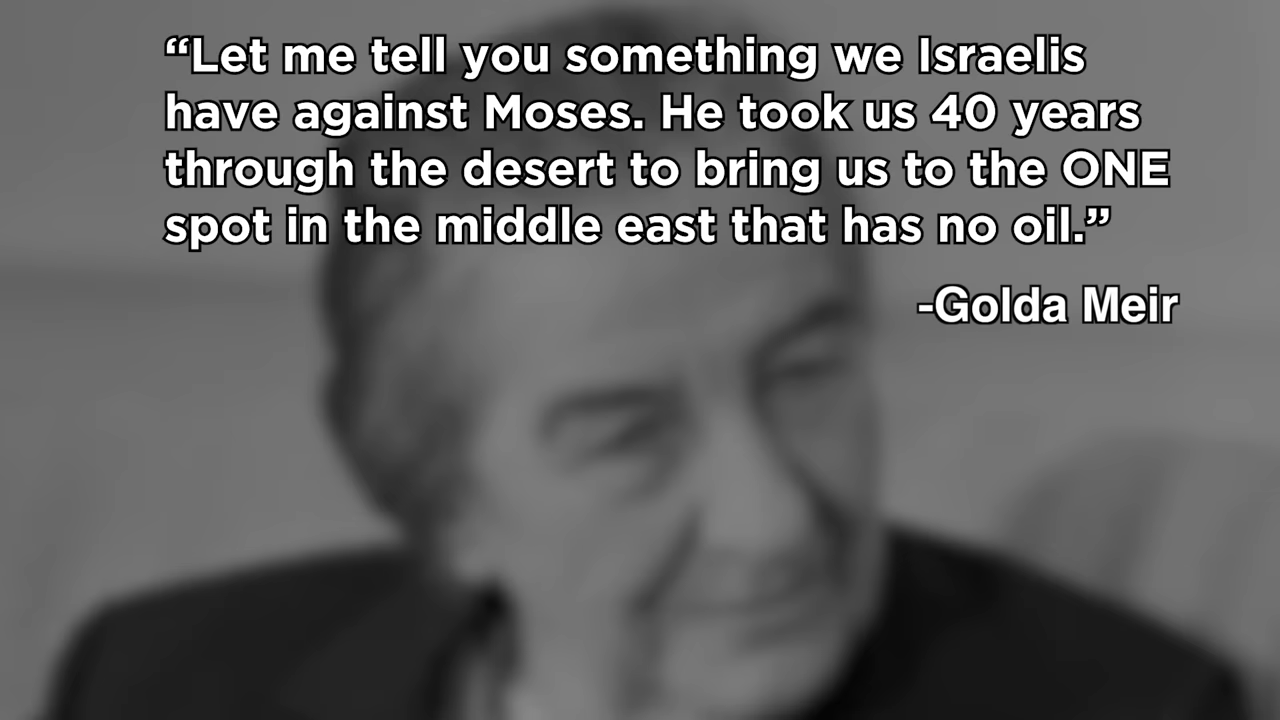 “Let me tell you something we Israelis
have against Moses. He took us 40 years
through the desert to bring us to the ONE
spot in the middle east that has no oil.”
-Golda Meir